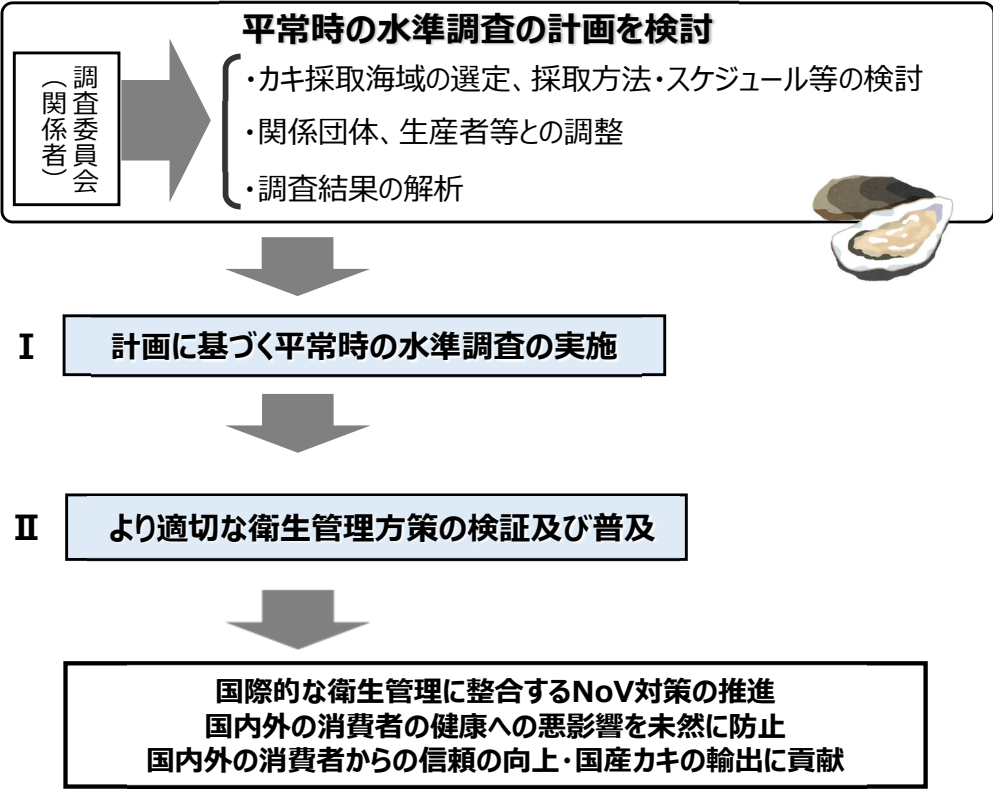 平常時の水準調査の計画を検討
調査委員会
（関係者）
・カキ採取海域の選定、採取方法・スケジュール等の検討
・関係団体、生産者等との調整
・調査結果の解析
Ⅰ 計画に基づく平常時の水準調査の実施
Ⅱ より適切な衛生管理方策の検証及び普及
国際的な衛生管理に整合するNoV対策の推進
国内外の消費者の健康への悪影響を未然に防止
国内外の消費者からの信頼の向上・国産カキの輸出に貢献